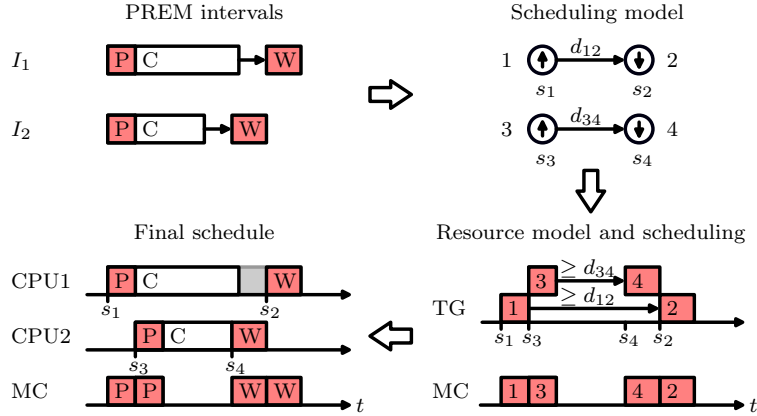 PREM intervals
I₁ P C W
I₂ P C W
Scheduling model
1 d₁₂ 2
s₁ s₂
3 d₃₄ 4
s₃ s₄
Final schedule
CPU1 P C W
s₁ s₂
CPU2 P C W
s₃ s₄
MC P P W W t
Resource model and scheduling
3 ≥ d₃₄ 4
TG 1 ≥ d₁₂ 2
s₁ s₃ s₄ s₂
MC 1 3 4 2 t